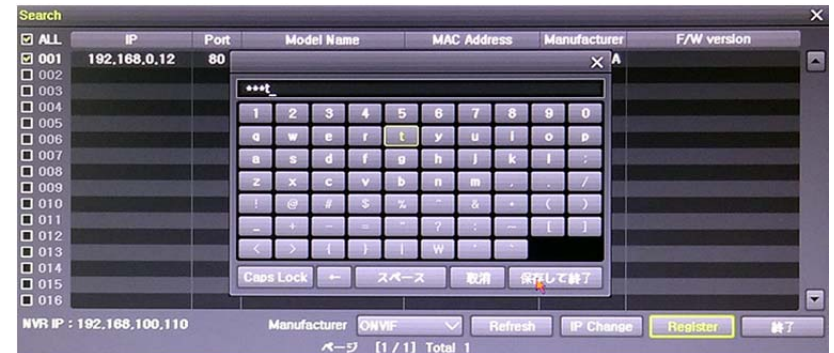 Search
ALL IP Port Model Name MAC Address Manufacturer F/W version
001 192.168.0.12 80 A
002
003
004
005
006
007
008
009
010
011
012
013
014
015
016
***t_
1 2 3 4 5 6 7 8 9 0
q w e r t y u i o p
a s d f g h j k l ;
z x c v b n m , . /
! @ # $ % ^ & * ( )
_ + - = ~ ? : [ ]
< > { } | W ' `
Caps Lock ← スペース 取消 保存して終了
NVR IP : 192.168.100.110 Manufacturer ONVIF Refresh IP Change Register 終了
ページ [1/1] Total 1